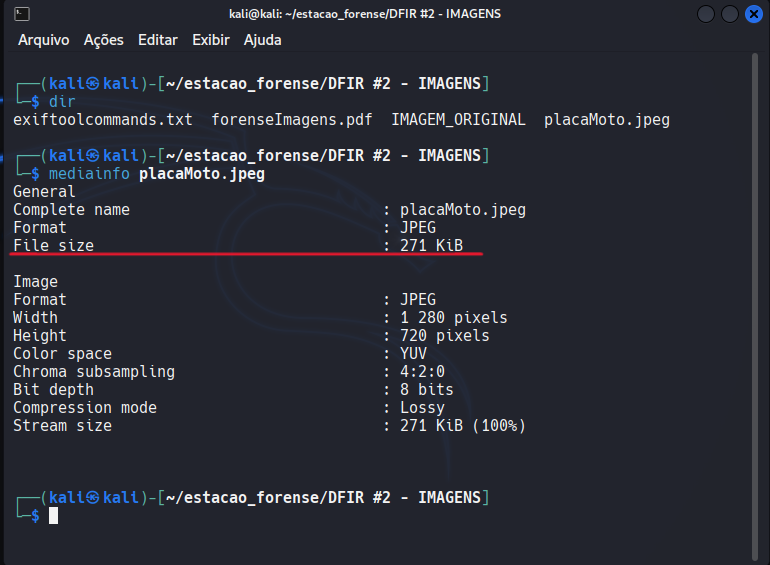 kali@kali: ~/estacao_forense/DFIR #2 - IMAGENS
Arquivo Ações Editar Exibir Ajuda
┌──(kali㉿kali)-[~/estacao_forense/DFIR #2 - IMAGENS]
└─$ dir
exiftoolcommands.txt  forenseImagens.pdf  IMAGEM_ORIGINAL  placaMoto.jpeg
┌──(kali㉿kali)-[~/estacao_forense/DFIR #2 - IMAGENS]
└─$ mediainfo placaMoto.jpeg
General
Complete name                            : placaMoto.jpeg
Format                                   : JPEG
File size                                : 271 KiB
Image
Format                                   : JPEG
Width                                    : 1 280 pixels
Height                                   : 720 pixels
Color space                              : YUV
Chroma subsampling                       : 4:2:0
Bit depth                                : 8 bits
Compression mode                         : Lossy
Stream size                              : 271 KiB (100%)
┌──(kali㉿kali)-[~/estacao_forense/DFIR #2 - IMAGENS]
└─$